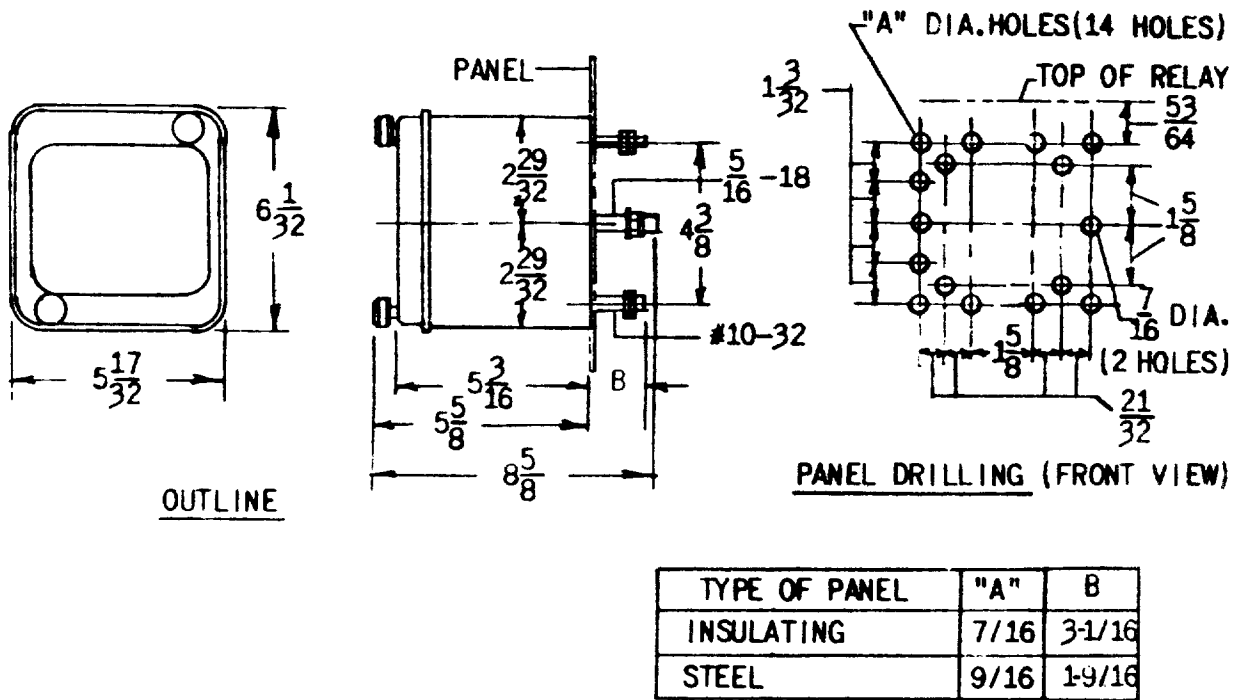 6 1/32
5 17/32
OUTLINE
PANEL
2 29/32
2 29/32
5/16 -18
4 3/8
#10-32
5 3/16
B
5 5/8
8 5/8
"A" DIA.HOLES(14 HOLES)
TOP OF RELAY
1 3/32
53/64
1 5/8
7/16 DIA.
(2 HOLES)
1 5/8
21/32
PANEL DRILLING (FRONT VIEW)
TYPE OF PANEL "A" B
INSULATING 7/16 3-1/16
STEEL 9/16 1-9/16